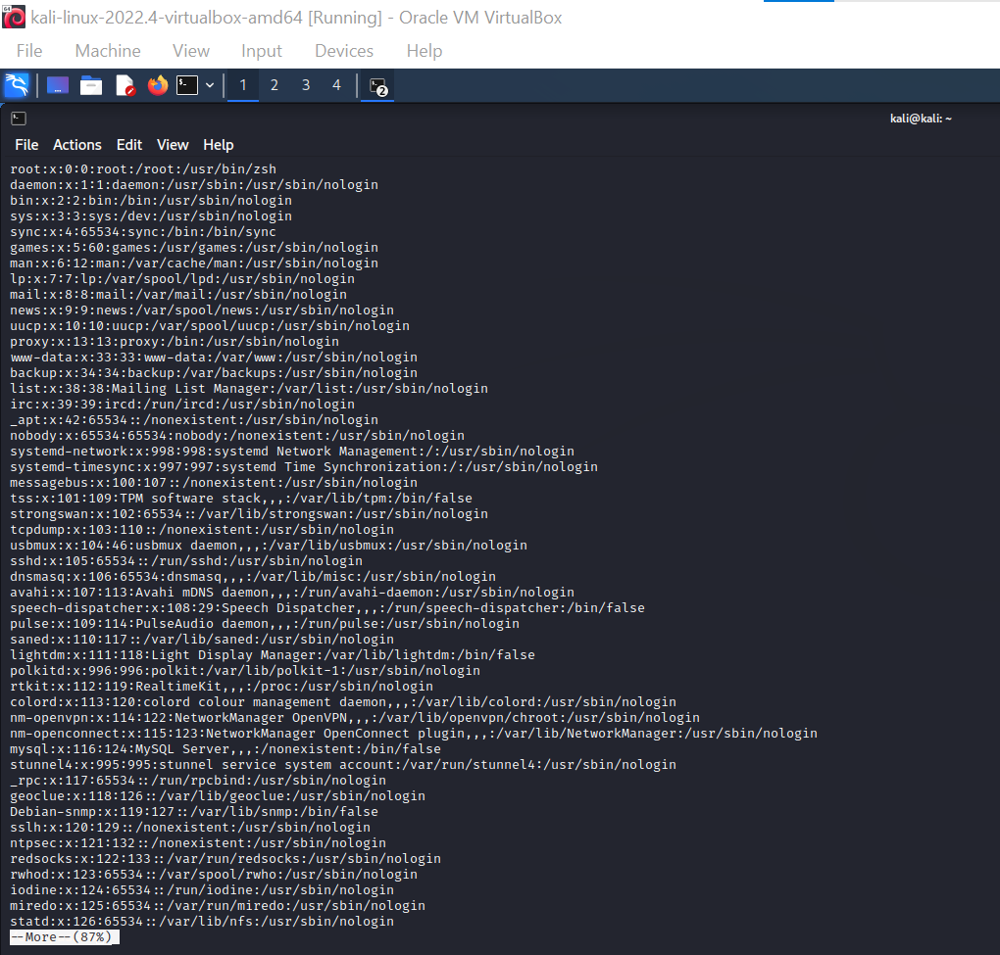 64
kali-linux-2022.4-virtualbox-amd64 [Running] - Oracle VM VirtualBox
File Machine View Input Devices Help
1 2 3 4 2
kali@kali: ~
File Actions Edit View Help
root:x:0:0:root:/root:/usr/bin/zsh
daemon:x:1:1:daemon:/usr/sbin:/usr/sbin/nologin
bin:x:2:2:bin:/bin:/usr/sbin/nologin
sys:x:3:3:sys:/dev:/usr/sbin/nologin
sync:x:4:65534:sync:/bin:/bin/sync
games:x:5:60:games:/usr/games:/usr/sbin/nologin
man:x:6:12:man:/var/cache/man:/usr/sbin/nologin
lp:x:7:7:lp:/var/spool/lpd:/usr/sbin/nologin
mail:x:8:8:mail:/var/mail:/usr/sbin/nologin
news:x:9:9:news:/var/spool/news:/usr/sbin/nologin
uucp:x:10:10:uucp:/var/spool/uucp:/usr/sbin/nologin
proxy:x:13:13:proxy:/bin:/usr/sbin/nologin
www-data:x:33:33:www-data:/var/www:/usr/sbin/nologin
backup:x:34:34:backup:/var/backups:/usr/sbin/nologin
list:x:38:38:Mailing List Manager:/var/list:/usr/sbin/nologin
irc:x:39:39:ircd:/run/ircd:/usr/sbin/nologin
_apt:x:42:65534::/nonexistent:/usr/sbin/nologin
nobody:x:65534:65534:nobody:/nonexistent:/usr/sbin/nologin
systemd-network:x:998:998:systemd Network Management:/:/usr/sbin/nologin
systemd-timesync:x:997:997:systemd Time Synchronization:/:/usr/sbin/nologin
messagebus:x:100:107::/nonexistent:/usr/sbin/nologin
tss:x:101:109:TPM software stack,,,:/var/lib/tpm:/bin/false
strongswan:x:102:65534::/var/lib/strongswan:/usr/sbin/nologin
tcpdump:x:103:110::/nonexistent:/usr/sbin/nologin
usbmux:x:104:46:usbmux daemon,,,:/var/lib/usbmux:/usr/sbin/nologin
sshd:x:105:65534::/run/sshd:/usr/sbin/nologin
dnsmasq:x:106:65534:dnsmasq,,,:/var/lib/misc:/usr/sbin/nologin
avahi:x:107:113:Avahi mDNS daemon,,,:/run/avahi-daemon:/usr/sbin/nologin
speech-dispatcher:x:108:29:Speech Dispatcher,,,:/run/speech-dispatcher:/bin/false
pulse:x:109:114:PulseAudio daemon,,,:/run/pulse:/usr/sbin/nologin
saned:x:110:117::/var/lib/saned:/usr/sbin/nologin
lightdm:x:111:118:Light Display Manager:/var/lib/lightdm:/bin/false
polkitd:x:996:996:polkit:/var/lib/polkit-1:/usr/sbin/nologin
rtkit:x:112:119:RealtimeKit,,,:/proc:/usr/sbin/nologin
colord:x:113:120:colord colour management daemon,,,:/var/lib/colord:/usr/sbin/nologin
nm-openvpn:x:114:122:NetworkManager OpenVPN,,,:/var/lib/openvpn/chroot:/usr/sbin/nologin
nm-openconnect:x:115:123:NetworkManager OpenConnect plugin,,,:/var/lib/NetworkManager:/usr/sbin/nologin
mysql:x:116:124:MySQL Server,,,:/nonexistent:/bin/false
stunnel4:x:995:995:stunnel service system account:/var/run/stunnel4:/usr/sbin/nologin
_rpc:x:117:65534::/run/rpcbind:/usr/sbin/nologin
geoclue:x:118:126::/var/lib/geoclue:/usr/sbin/nologin
Debian-snmp:x:119:127::/var/lib/snmp:/bin/false
sslh:x:120:129::/nonexistent:/usr/sbin/nologin
ntpsec:x:121:132::/nonexistent:/usr/sbin/nologin
redsocks:x:122:133::/var/run/redsocks:/usr/sbin/nologin
rwhod:x:123:65534::/var/spool/rwho:/usr/sbin/nologin
iodine:x:124:65534::/run/iodine:/usr/sbin/nologin
miredo:x:125:65534::/var/run/miredo:/usr/sbin/nologin
statd:x:126:65534::/var/lib/nfs:/usr/sbin/nologin
--More--(87%)